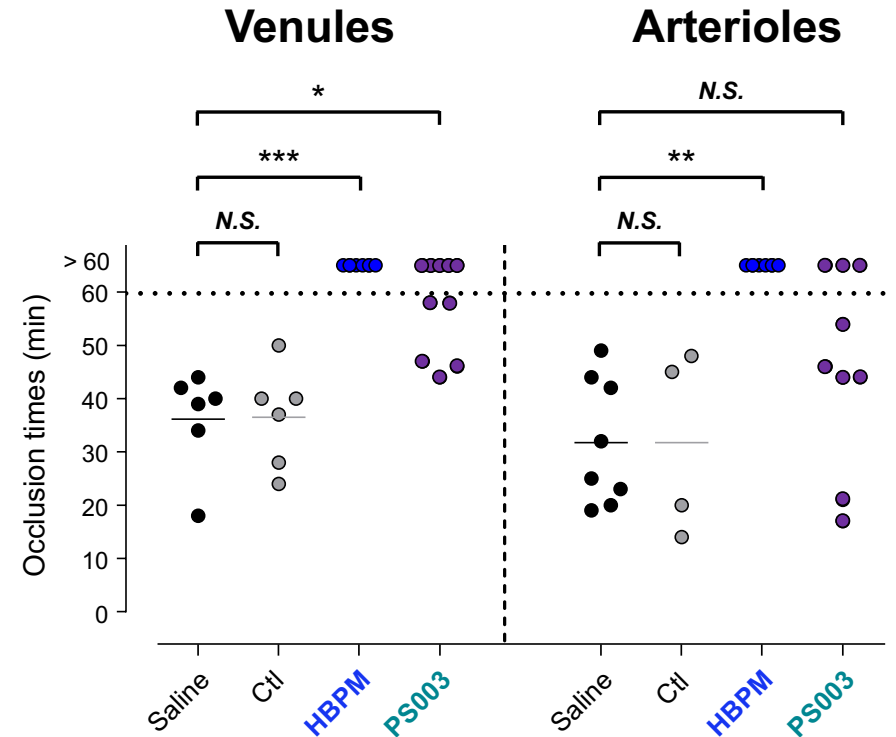 Venules Arterioles
* N.S.
*** **
N.S. N.S.
> 60
60
50
40
30
20
10
0
Occlusion times (min)
Saline Ctl HBPM PS003 Saline Ctl HBPM PS003